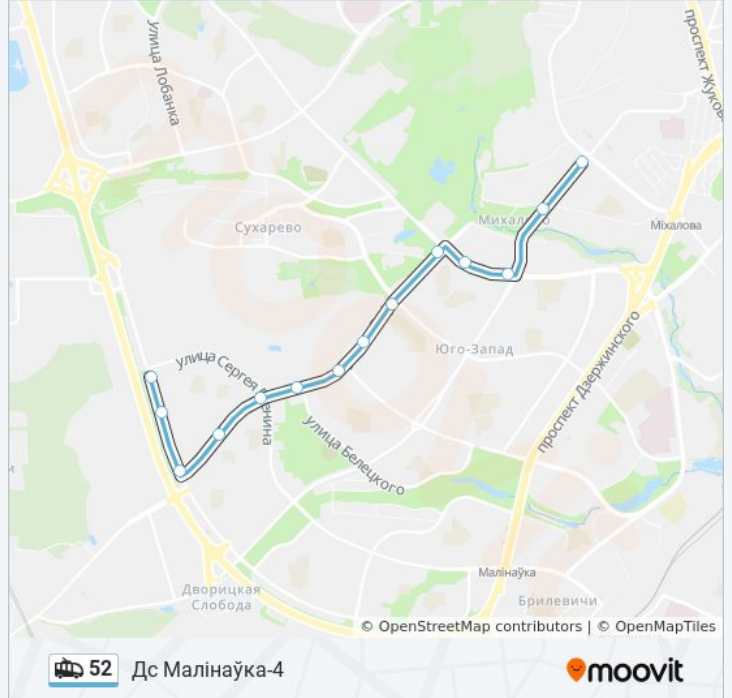 улица Лобанка
проспект Жукова
Сухарево
Михалово
Міхалова
Юго-Запад
улица Сергея
проспект Дзержинского
улица Белецкого
Малінаўка
Дворицкая
Слобода
Брилевичи
© OpenStreetMap contributors | © OpenMapTiles
52 Дс Малінаўка-4
moovit